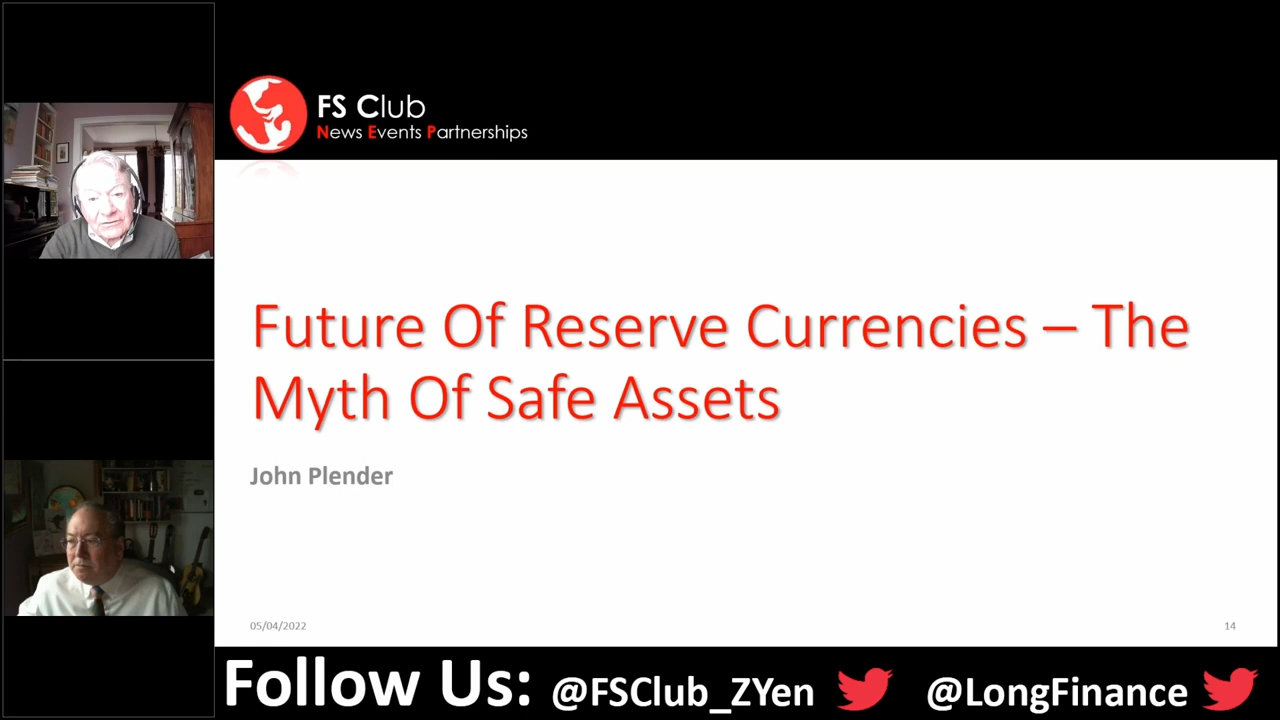 FS Club
News Events Partnerships
Future Of Reserve Currencies – The
Myth Of Safe Assets
John Plender
05/04/2022
14
Follow Us: @FSClub_ZYen @LongFinance